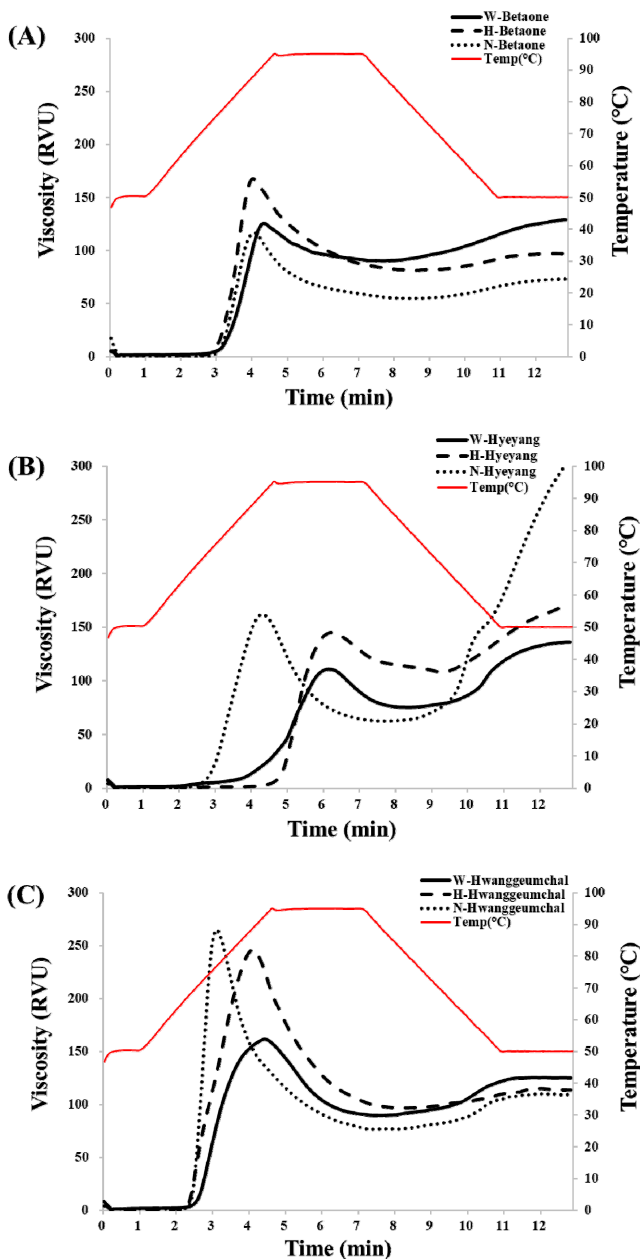 (A)
W-Betaone
H-Betaone
N-Betaone
Temp(°C)
300
250
200
150
100
50
0
Viscosity (RVU)
100
90
80
70
60
50
40
30
20
10
0
Temperature (°C)
0 1 2 3 4 5 6 7 8 9 10 11 12
Time (min)
(B)
W-Hyeyang
H-Hyeyang
N-Hyeyang
Temp(°C)
300
250
200
150
100
50
0
Viscosity (RVU)
100
90
80
70
60
50
40
30
20
10
0
Temperature (°C)
0 1 2 3 4 5 6 7 8 9 10 11 12
Time (min)
(C)
W-Hwanggeumchal
H-Hwanggeumchal
N-Hwanggeumchal
Temp(°C)
300
250
200
150
100
50
0
Viscosity (RVU)
100
90
80
70
60
50
40
30
20
10
0
Temperature (°C)
0 1 2 3 4 5 6 7 8 9 10 11 12
Time (min)